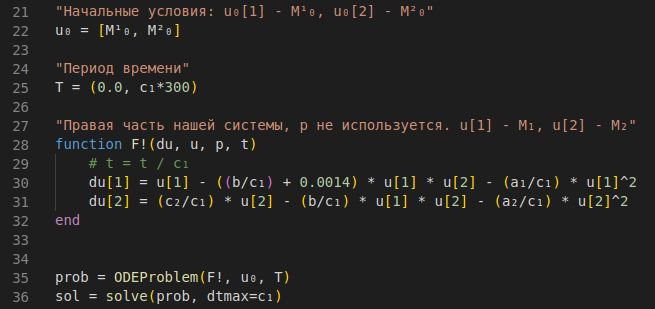 21 "Начальные условия: u₀[1] - M¹₀, u₀[2] - M²₀"
22 u₀ = [M¹₀, M²₀]
23
24 "Период времени"
25 T = (0.0, c₁*300)
26
27 "Правая часть нашей системы, p не используется. u[1] - M₁, u[2] - M₂"
28 function F!(du, u, p, t)
29     # t = t / c₁
30     du[1] = u[1] - ((b/c₁) + 0.0014) * u[1] * u[2] - (a₁/c₁) * u[1]^2
31     du[2] = (c₂/c₁) * u[2] - (b/c₁) * u[1] * u[2] - (a₂/c₁) * u[2]^2
32 end
33
34
35 prob = ODEProblem(F!, u₀, T)
36 sol = solve(prob, dtmax=c₁)